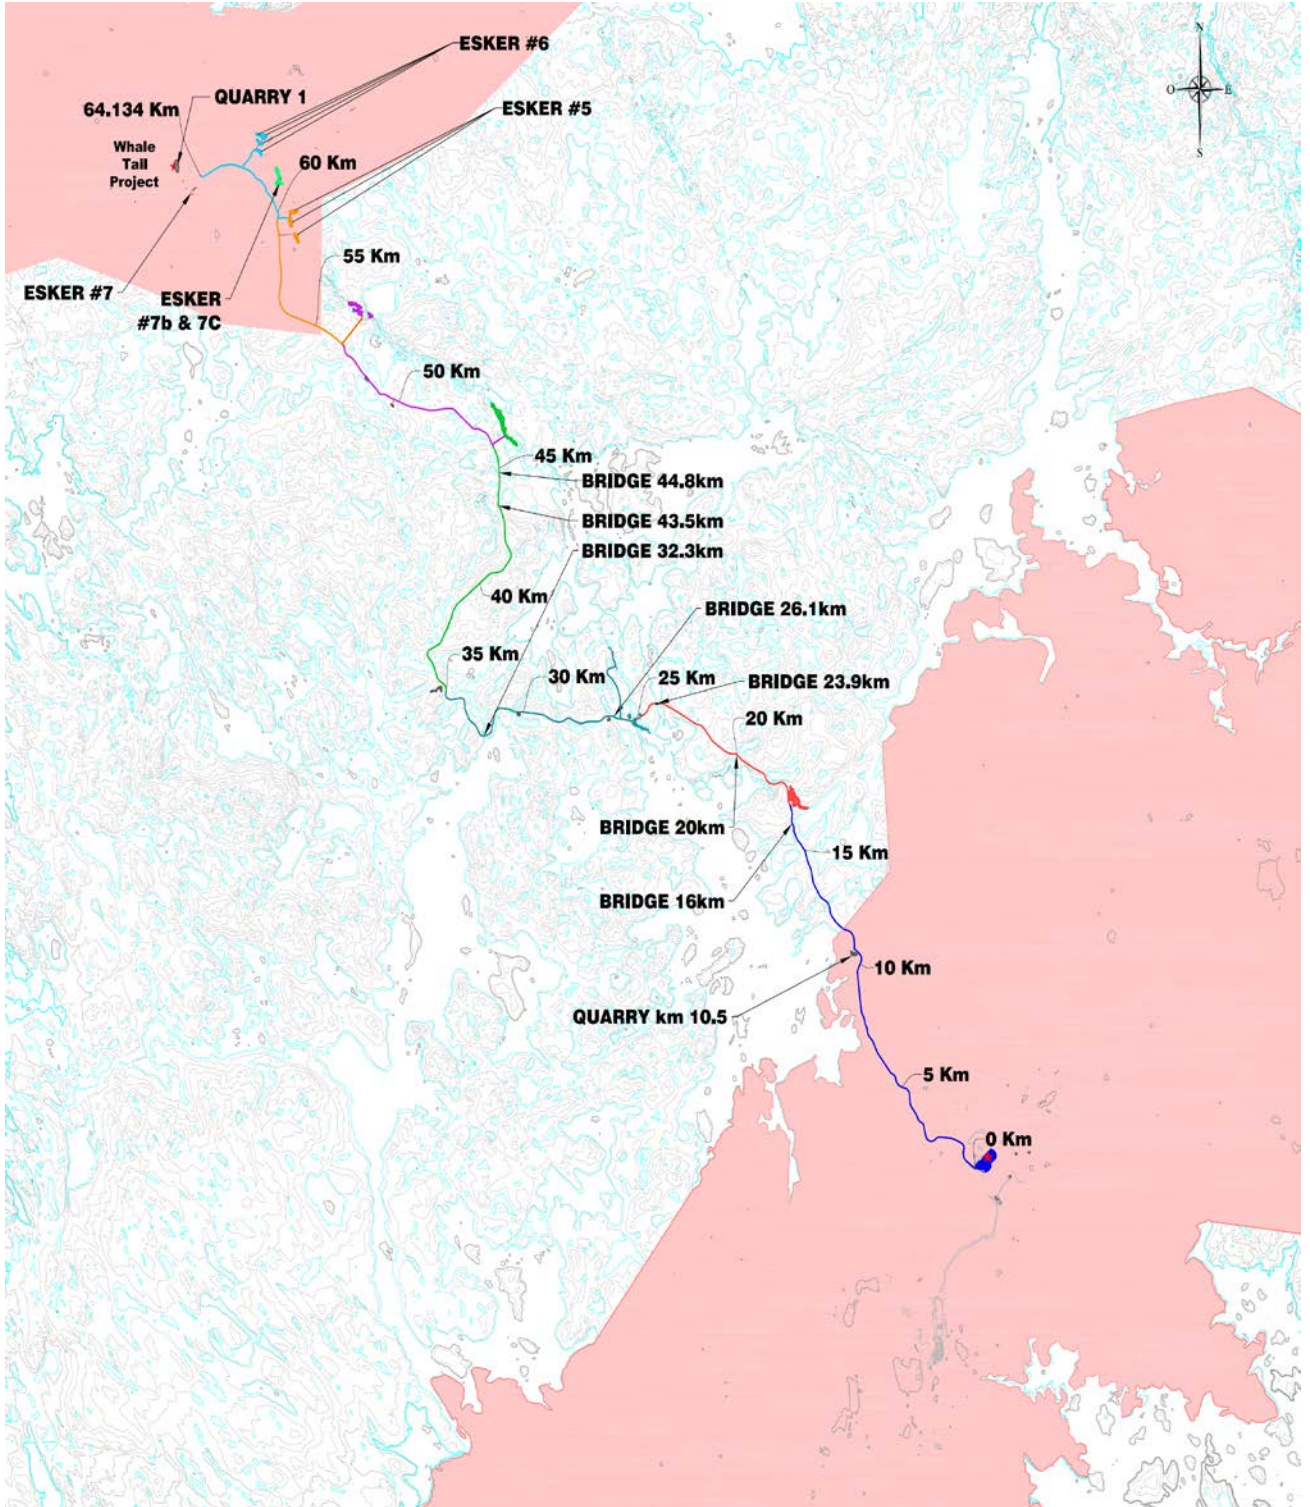 ESKER #6
N
O
E
S
QUARRY 1
64.134 Km
ESKER #5
Whale
Tail
Project
60 Km
55 Km
ESKER #7
ESKER
#7b & 7C
50 Km
45 Km
BRIDGE 44.8km
BRIDGE 43.5km
BRIDGE 32.3km
40 Km
BRIDGE 26.1km
35 Km
30 Km
25 Km
BRIDGE 23.9km
20 Km
BRIDGE 20km
15 Km
BRIDGE 16km
10 Km
QUARRY km 10.5
5 Km
0 Km